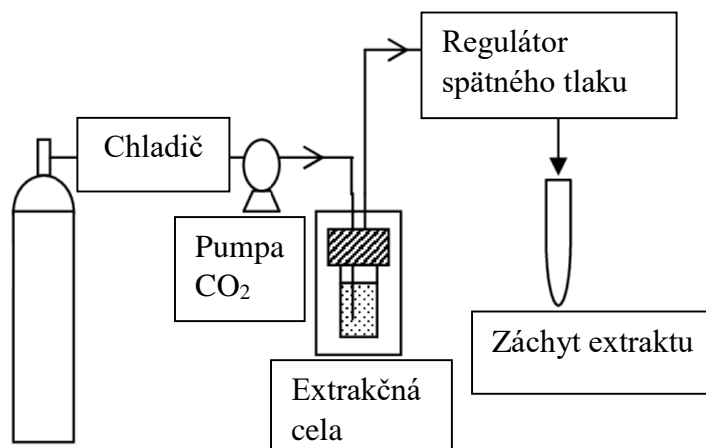 Regulátor
spätného tlaku
Chladič
Pumpa
CO₂
Záchyt extraktu
Extrakčná
cela